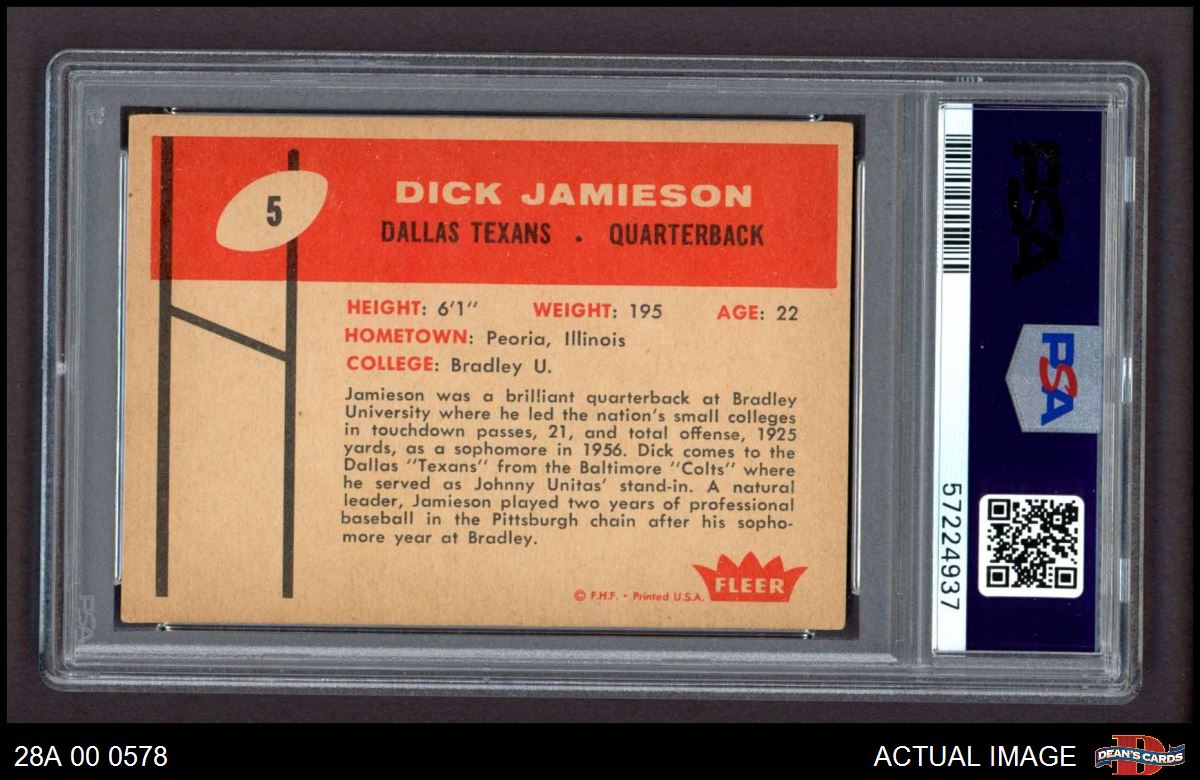 5
DICK JAMIESON
DALLAS TEXANS . QUARTERBACK
HEIGHT: 6'1" WEIGHT: 195 AGE: 22
HOMETOWN: Peoria, Illinois
COLLEGE: Bradley U.
Jamieson was a brilliant quarterback at Bradley
University where he led the nation's small colleges
in touchdown passes, 21, and total offense, 1925
yards, as a sophomore in 1956. Dick comes to the
Dallas "Texans" from the Baltimore "Colts" where
he served as Johnny Unitas' stand-in. A natural
leader, Jamieson played two years of professional
baseball in the Pittsburgh chain after his sopho-
more year at Bradley.
FLEER
© F.H.F. • Printed U.S.A.
PSA
PSA
57224937
PSA
28A 00 0578
ACTUAL IMAGE
DEAN'S CARDS